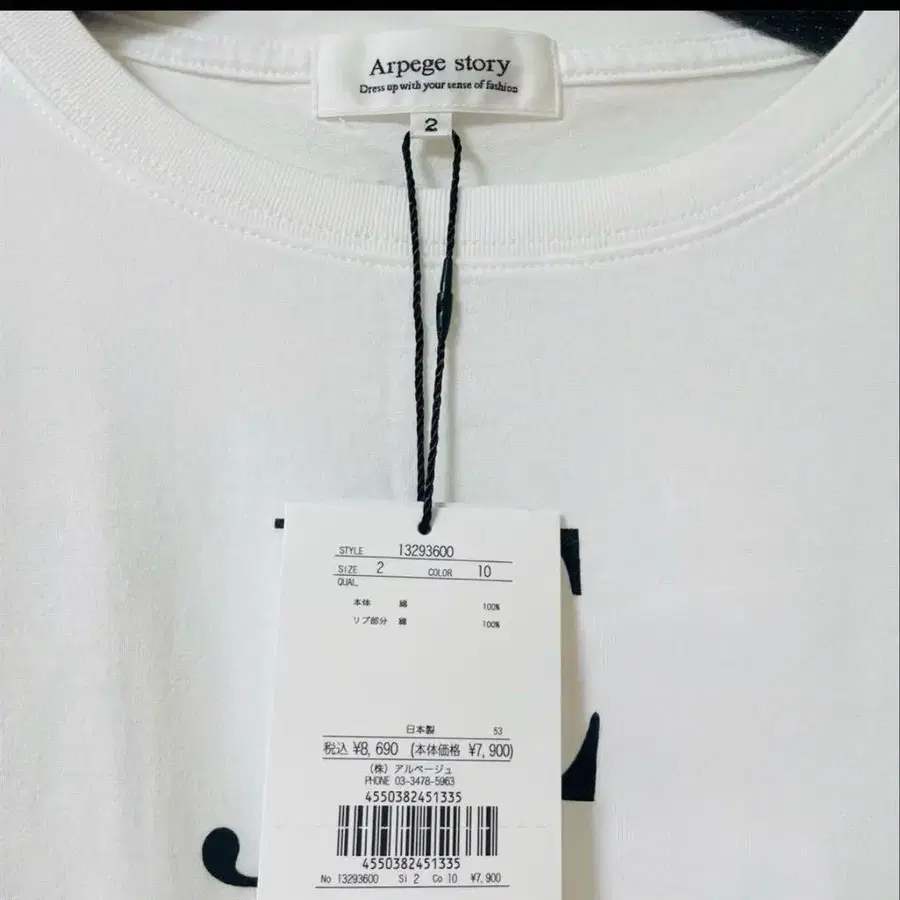 Arpege story
Dress up with your sense of fashion
2
STYLE 13293600
SIZE 2 COLOR 10
QUAL
本体 綿 100%
リブ部分 綿 100%
日本製 53
税込 ¥8,690 (本体価格 ¥7,900)
(株) アルページュ
PHONE 03-3478-5963
4550382451335
4550382451335
No 13293600 Si 2 Co 10 ¥7,900